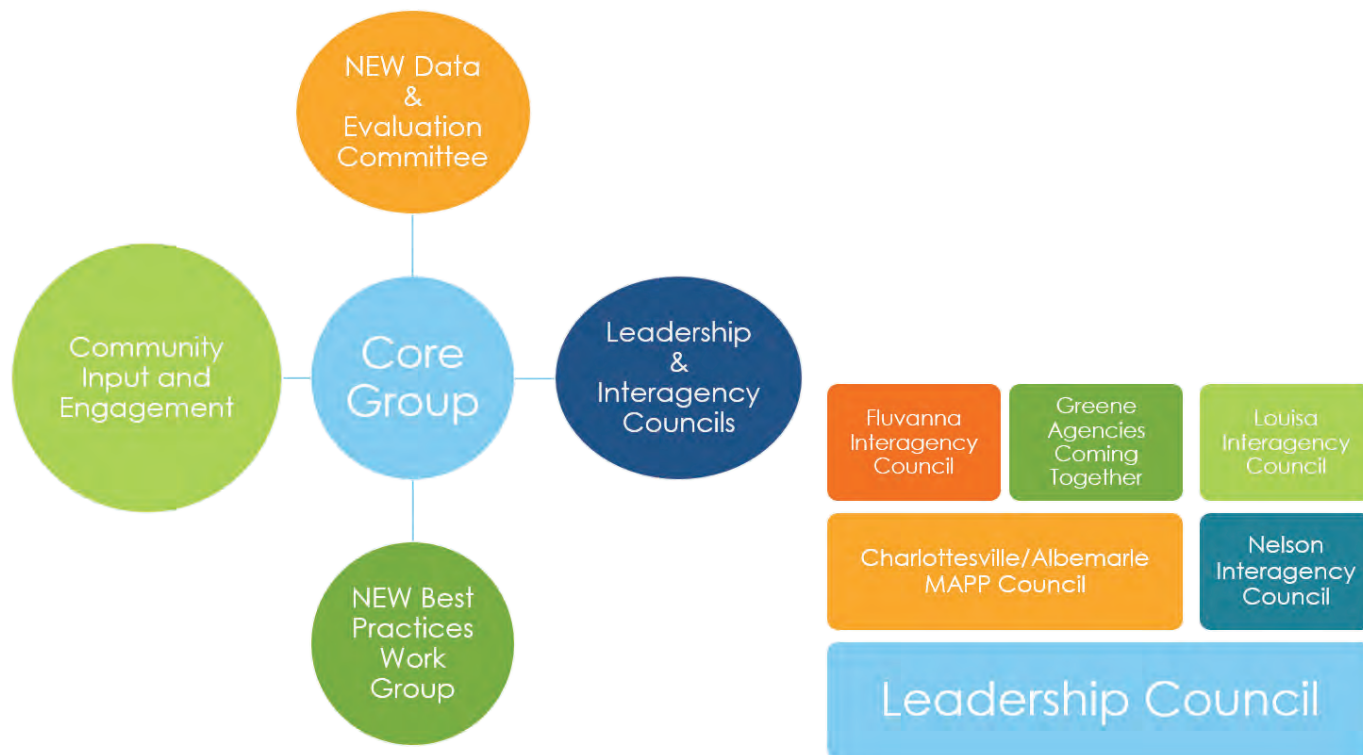 NEW Data
&
Evaluation
Committee
Community
Input and
Engagement
Core
Group
Leadership
&
Interagency
Councils
NEW Best
Practices
Work
Group
Fluvanna
Interagency
Council
Greene
Agencies
Coming
Together
Louisa
Interagency
Council
Charlottesville/Albemarle
MAPP Council
Nelson
Interagency
Council
Leadership Council